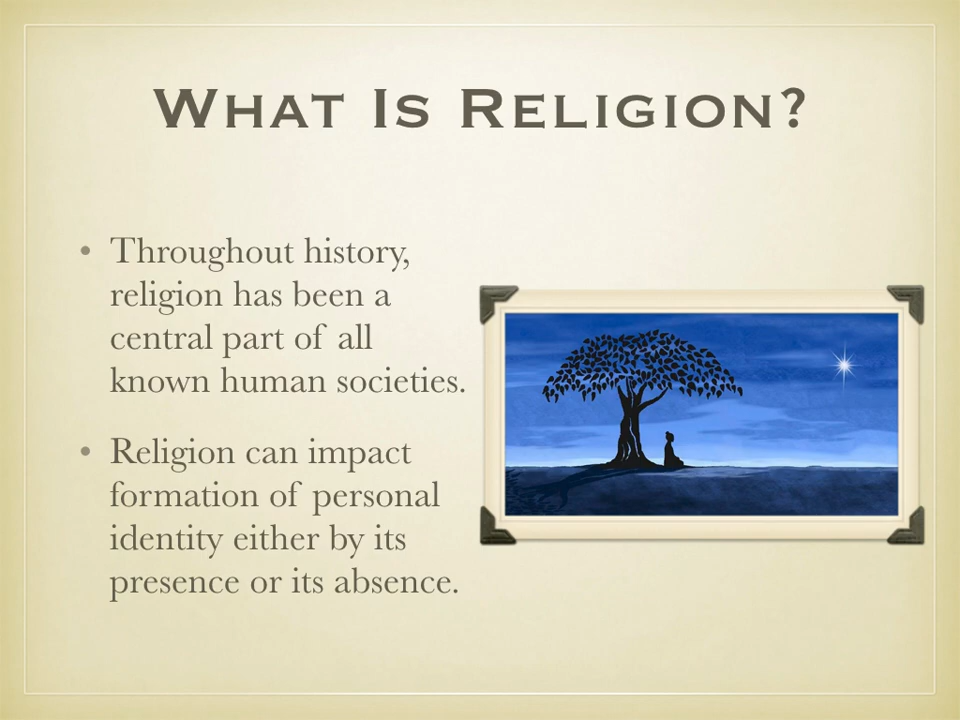 What Is Religion?
• Throughout history,
religion has been a
central part of all
known human societies.
• Religion can impact
formation of personal
identity either by its
presence or its absence.